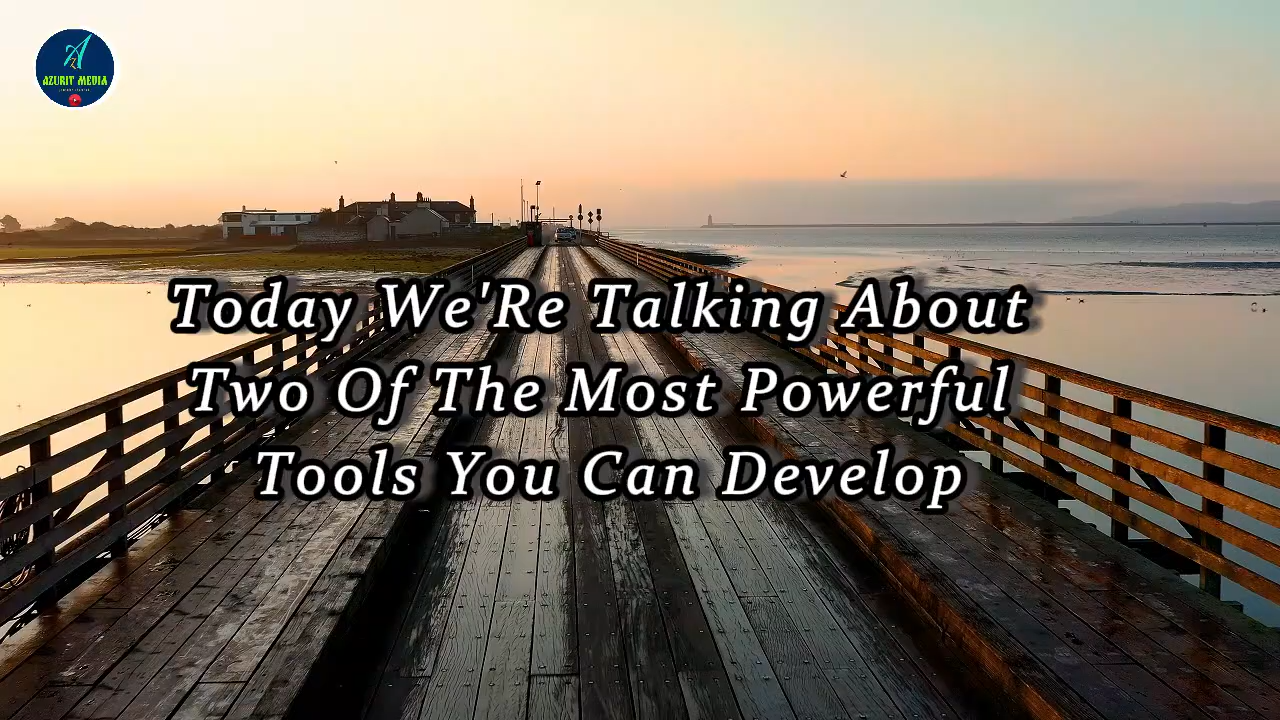 AZURIT MEDIA
Today We'Re Talking About
Two Of The Most Powerful
Tools You Can Develop